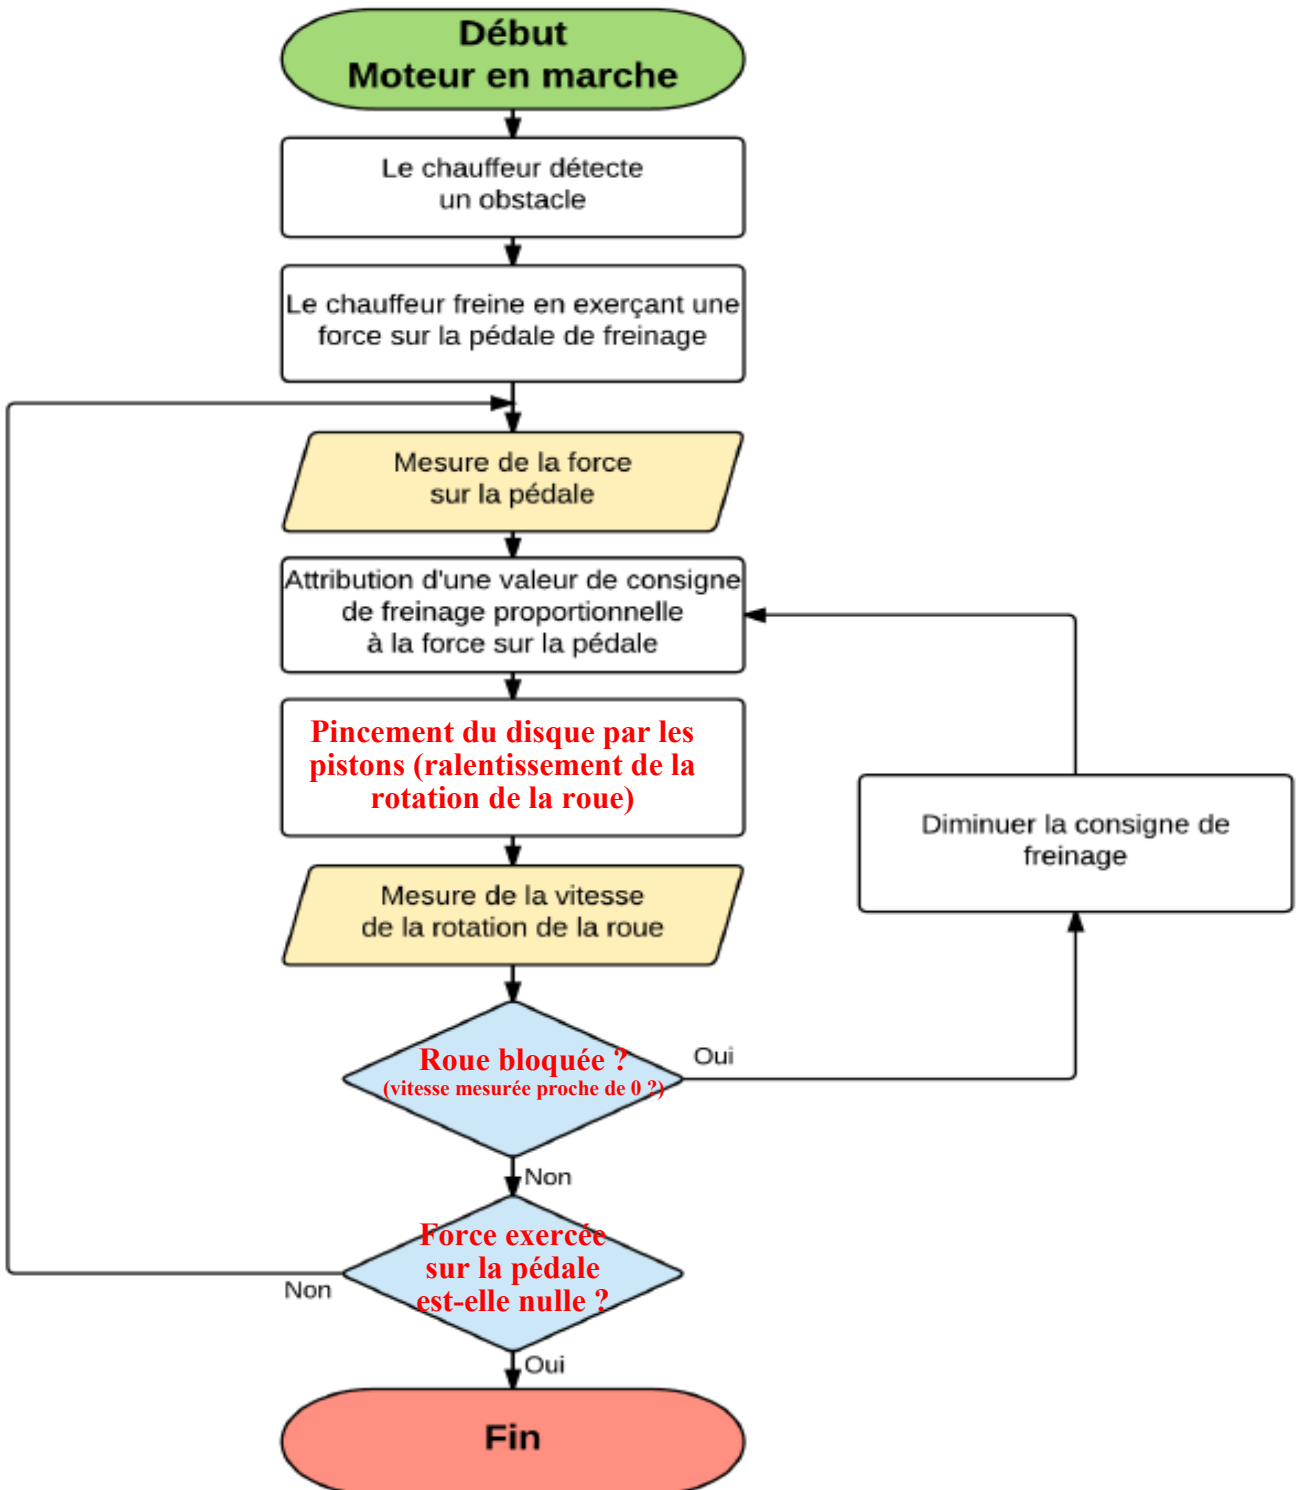 Début
Moteur en marche
Le chauffeur détecte
un obstacle
Le chauffeur freine en exerçant une
force sur la pédale de freinage
Mesure de la force
sur la pédale
Attribution d'une valeur de consigne
de freinage proportionnelle
à la force sur la pédale
Pincement du disque par les
pistons (ralentissement de la
rotation de la roue)
Diminuer la consigne de
freinage
Mesure de la vitesse
de la rotation de la roue
Roue bloquée ?
(vitesse mesurée proche de 0 ?)
Oui
Non
Force exercée
sur la pédale
est-elle nulle ?
Non
Oui
Fin